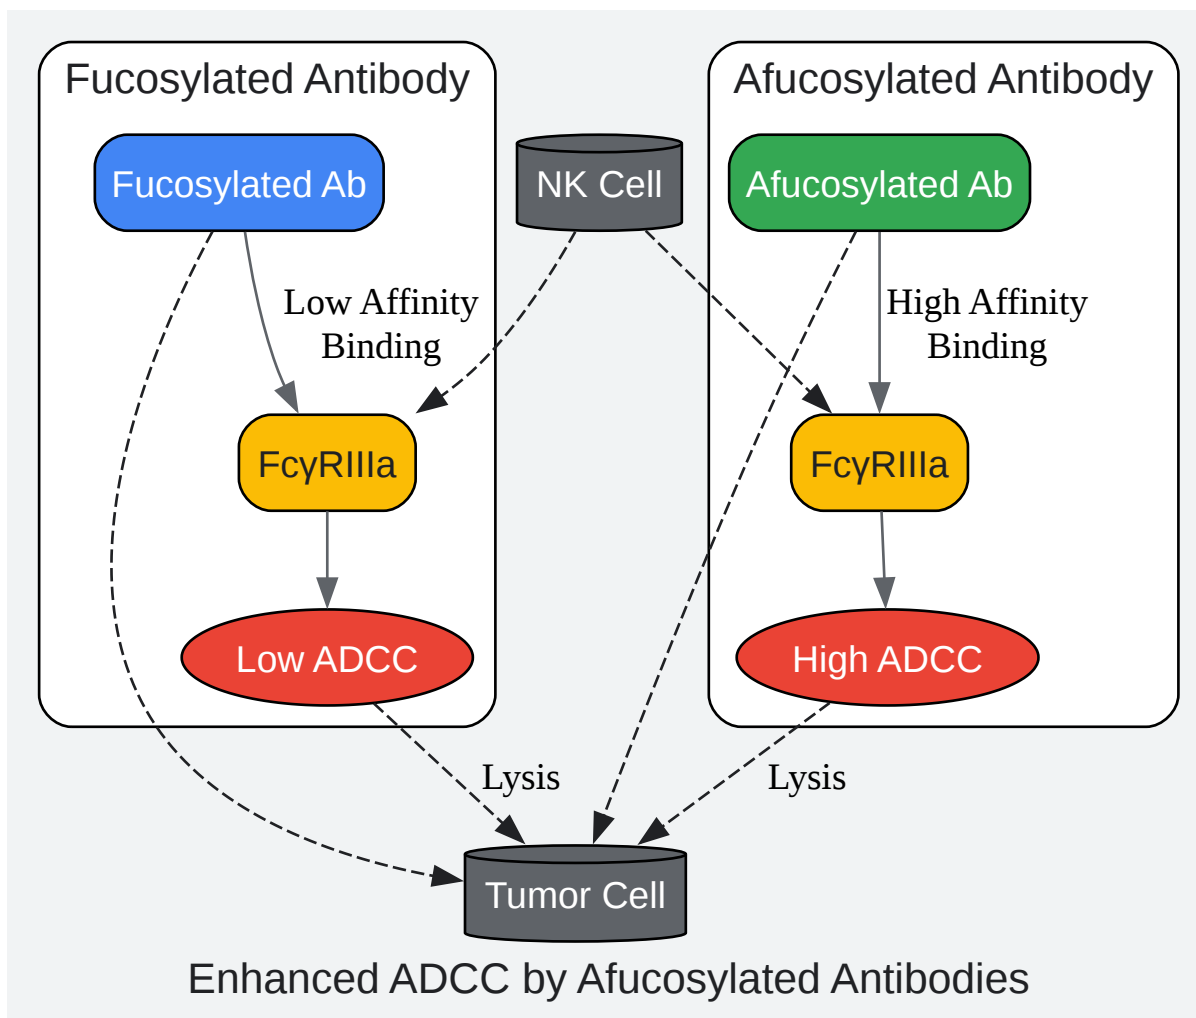 Fucosylated Antibody
Afucosylated Antibody
Fucosylated Ab
NK Cell
Afucosylated Ab
Low Affinity
Binding
High Affinity
Binding
FcγRIIIa
FcγRIIIa
Low ADCC
High ADCC
Lysis
Lysis
Tumor Cell
Enhanced ADCC by Afucosylated Antibodies